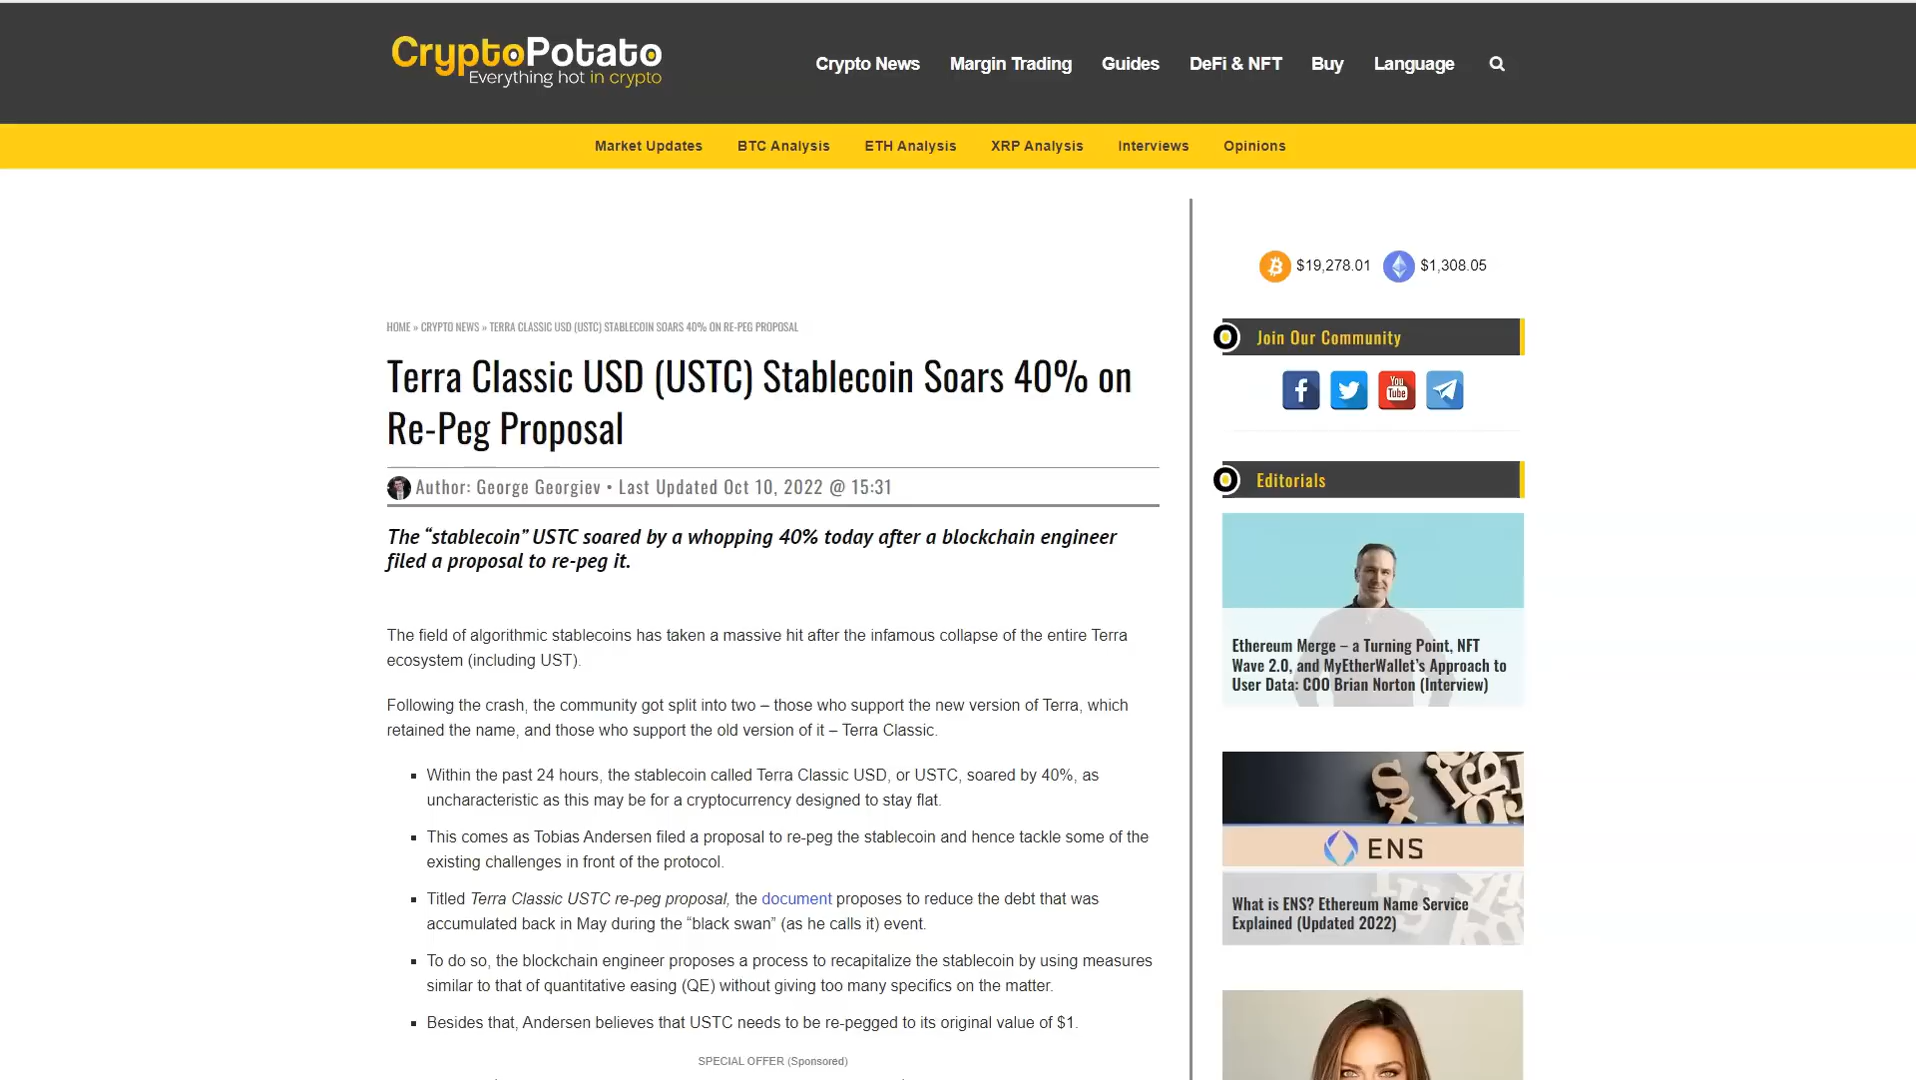 CryptoPotato
Everything hot in crypto
Crypto News Margin Trading Guides DeFi & NFT Buy Language
Market Updates BTC Analysis ETH Analysis XRP Analysis Interviews Opinions
$19,278.01 $1,308.05
HOME » CRYPTO NEWS » TERRA CLASSIC USD (USTC) STABLECOIN SOARS 40% ON RE-PEG PROPOSAL
Terra Classic USD (USTC) Stablecoin Soars 40% on
Re-Peg Proposal
Author: George Georgiev • Last Updated Oct 10, 2022 @ 15:31
The “stablecoin” USTC soared by a whopping 40% today after a blockchain engineer
filed a proposal to re-peg it.
The field of algorithmic stablecoins has taken a massive hit after the infamous collapse of the entire Terra
ecosystem (including UST).
Following the crash, the community got split into two – those who support the new version of Terra, which
retained the name, and those who support the old version of it – Terra Classic.
Within the past 24 hours, the stablecoin called Terra Classic USD, or USTC, soared by 40%, as
uncharacteristic as this may be for a cryptocurrency designed to stay flat.
This comes as Tobias Andersen filed a proposal to re-peg the stablecoin and hence tackle some of the
existing challenges in front of the protocol.
Titled Terra Classic USTC re-peg proposal, the document proposes to reduce the debt that was
accumulated back in May during the “black swan” (as he calls it) event.
To do so, the blockchain engineer proposes a process to recapitalize the stablecoin by using measures
similar to that of quantitative easing (QE) without giving too many specifics on the matter.
Besides that, Andersen believes that USTC needs to be re-pegged to its original value of $1.
SPECIAL OFFER (Sponsored)
Join Our Community
You
Tube
Editorials
Ethereum Merge – a Turning Point, NFT
Wave 2.0, and MyEtherWallet’s Approach to
User Data: COO Brian Norton (Interview)
ENS
What is ENS? Ethereum Name Service
Explained (Updated 2022)